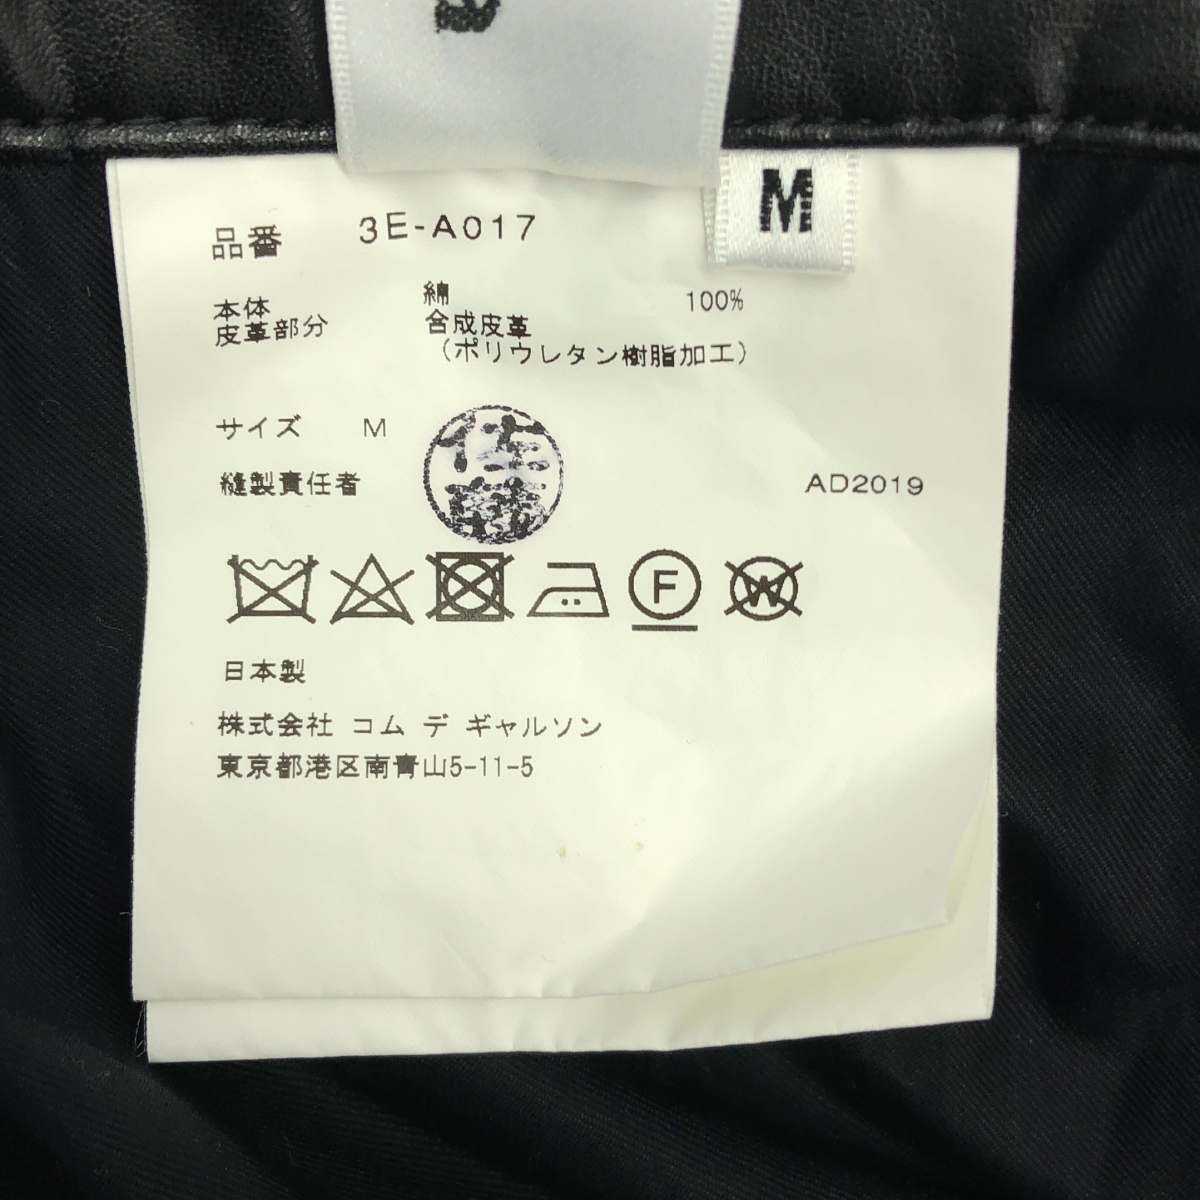 M
品番 3E-A017
本体 綿 100%
皮革部分 合成皮革
(ポリウレタン樹脂加工)
サイズ M
縫製責任者 AD2019
F W
日本製
株式会社 コム デ ギャルソン
東京都港区南青山5-11-5